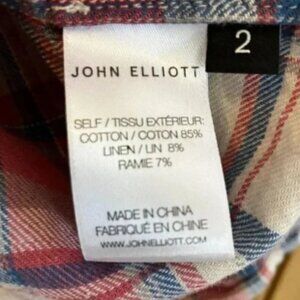 2
JOHN ELLIOTT
SELF / TISSU EXTÉRIEUR:
COTTON / COTON 85%
LINEN / LIN 8%
RAMIE 7%
MADE IN CHINA
FABRIQUÉ EN CHINE
WWW.JOHNELLIOTT.COM